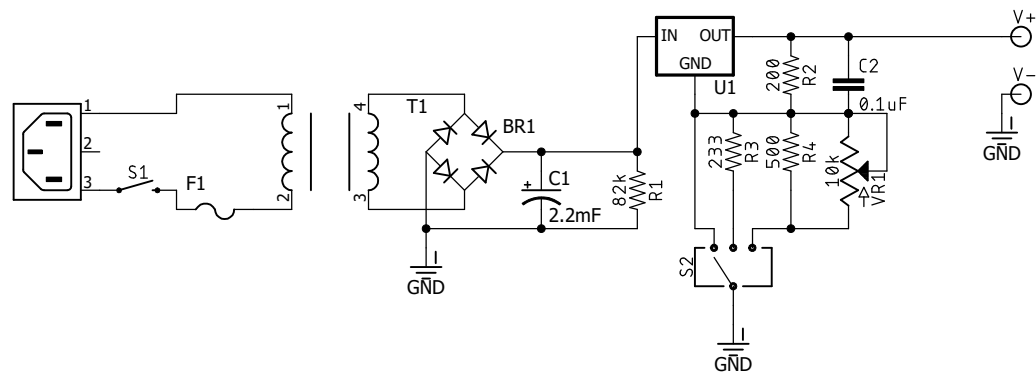 V+
IN OUT
GND
U1
200
R2
C2
0.1uF
V-
GND
1
2
3
S1
F1
1
2
4
3
T1
BR1
C1
+
2.2mF
82k
R1
GND
233
R3
500
R4
10k
VR1
S2
GND